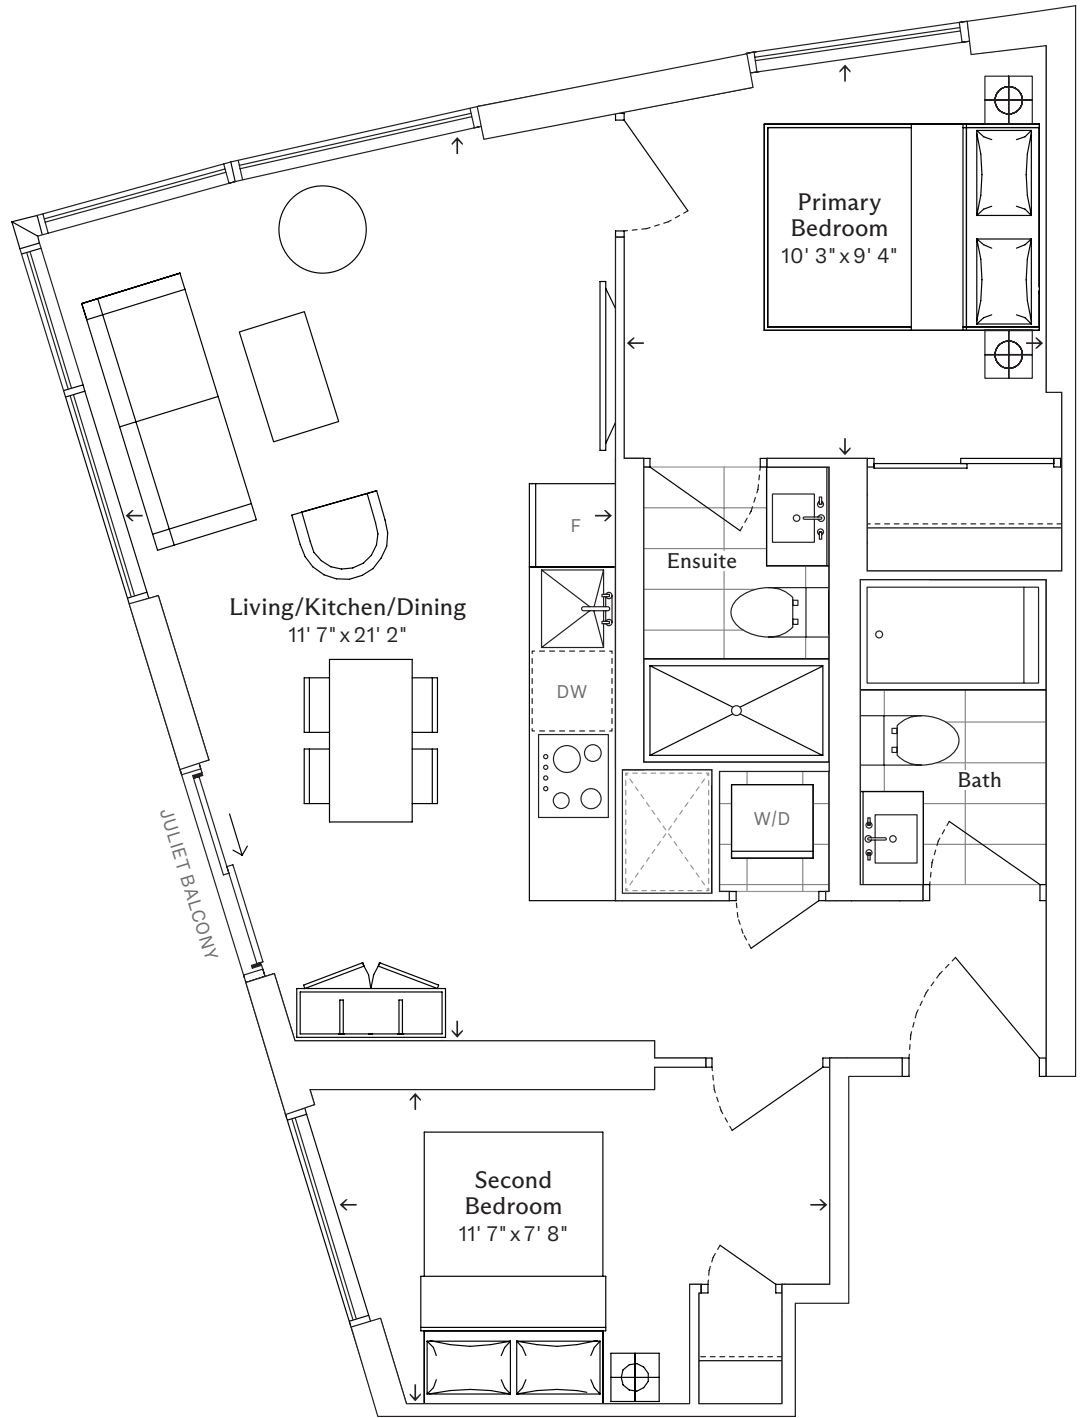 Primary
Bedroom
10' 3" x 9' 4"
F
Ensuite
Living/Kitchen/Dining
11' 7" x 21' 2"
DW
Bath
W/D
JULIET BALCONY
Second
Bedroom
11' 7" x 7' 8"